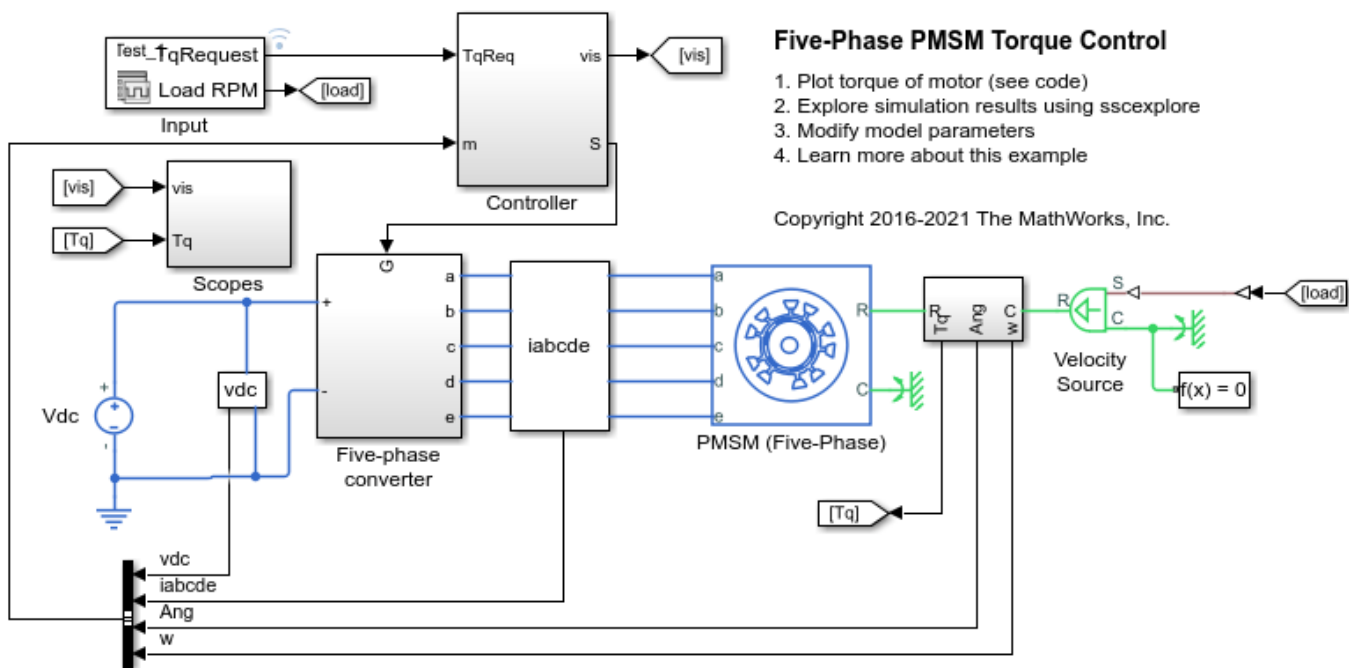 Five-Phase PMSM Torque Control
1. Plot torque of motor (see code)
2. Explore simulation results using sscexplore
3. Modify model parameters
4. Learn more about this example
Copyright 2016-2021 The MathWorks, Inc.
TqRequest
Load RPM
Input
[load]
TqReq
vis
m
S
Controller
[vis]
[vis]
[Tq]
vis
Tq
Scopes
G
+
-
a
b
c
d
e
Five-phase
converter
iabcde
a
b
c
d
e
R
C
PMSM (Five-Phase)
R
C
Tq
Ang
w
R
S
C
Velocity
Source
[load]
f(x) = 0
Vdc
+
-
+
-
vdc
[Tq]
vdc
iabcde
Ang
w